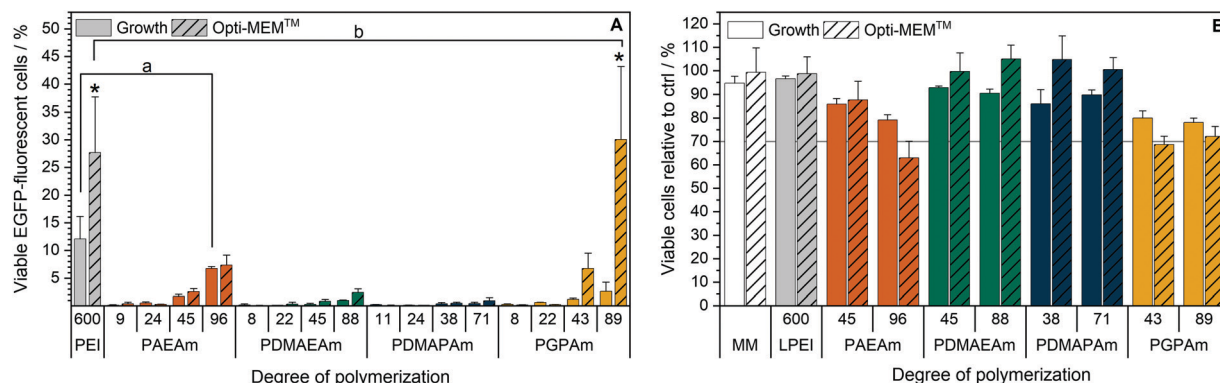 Growth Opti-MEM™ A
b
a
* *
Viable EGFP-fluorescent cells / %
50
45
40
35
30
25
20
15
10
5
600 9 24 45 96 8 22 45 88 11 24 38 71 8 22 43 89
PEI PAEAm PDMAEAm PDMAPAm PGPAm
Degree of polymerization
Growth Opti-MEM™
Viable cells relative to ctrl / %
120
110
100
90
80
70
60
50
40
30
20
10
0
600 45 96 45 88 38 71 43 89
MM LPEI PAEAm PDMAEAm PDMAPAm PGPAm
Degree of polymerization